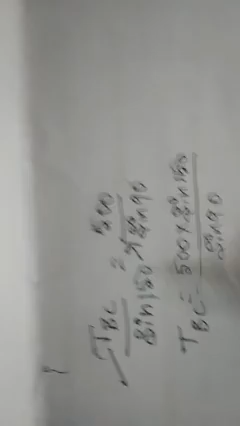 T_BC / sin150 = 500 / sin90
T_BC = 500 x sin150 / sin90